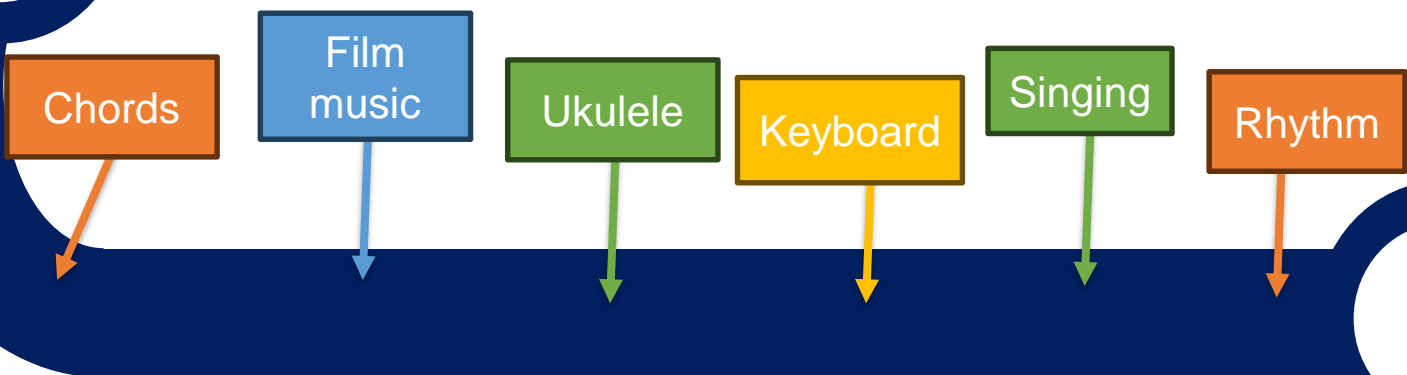 Chords
Film
music
Ukulele
Keyboard
Singing
Rhythm